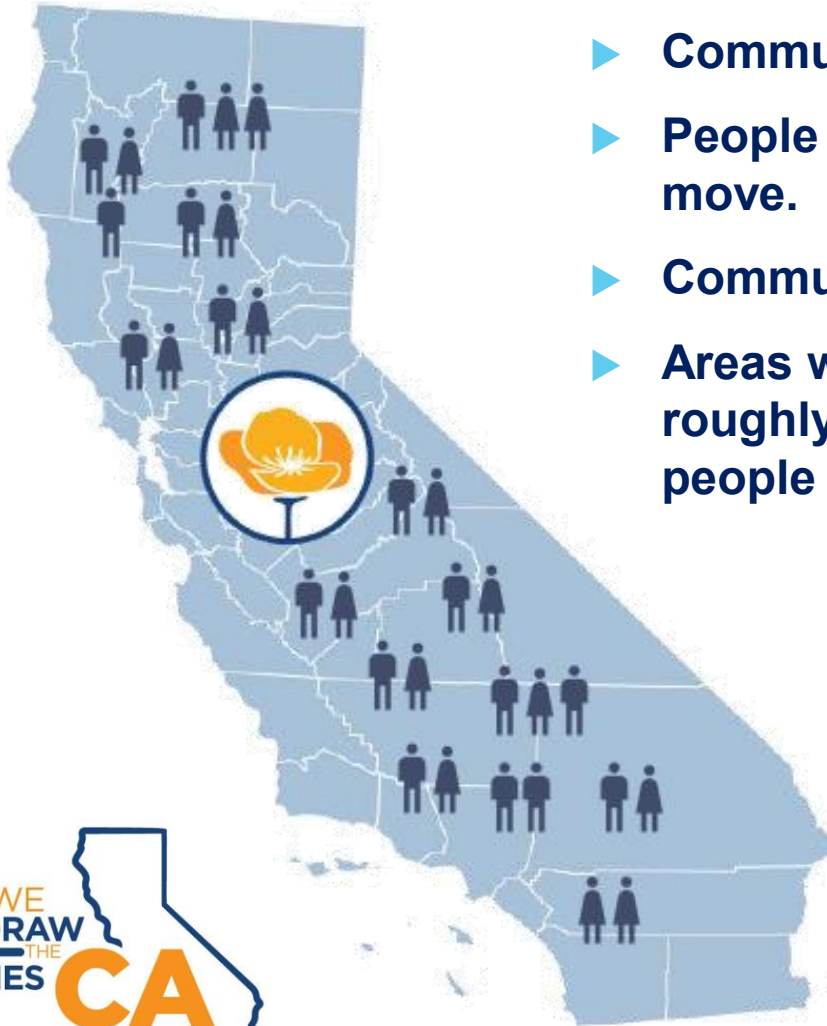 Commu
People
move.
Commu
Areas w
roughly
people
WE
RAW
THE
ES
CA